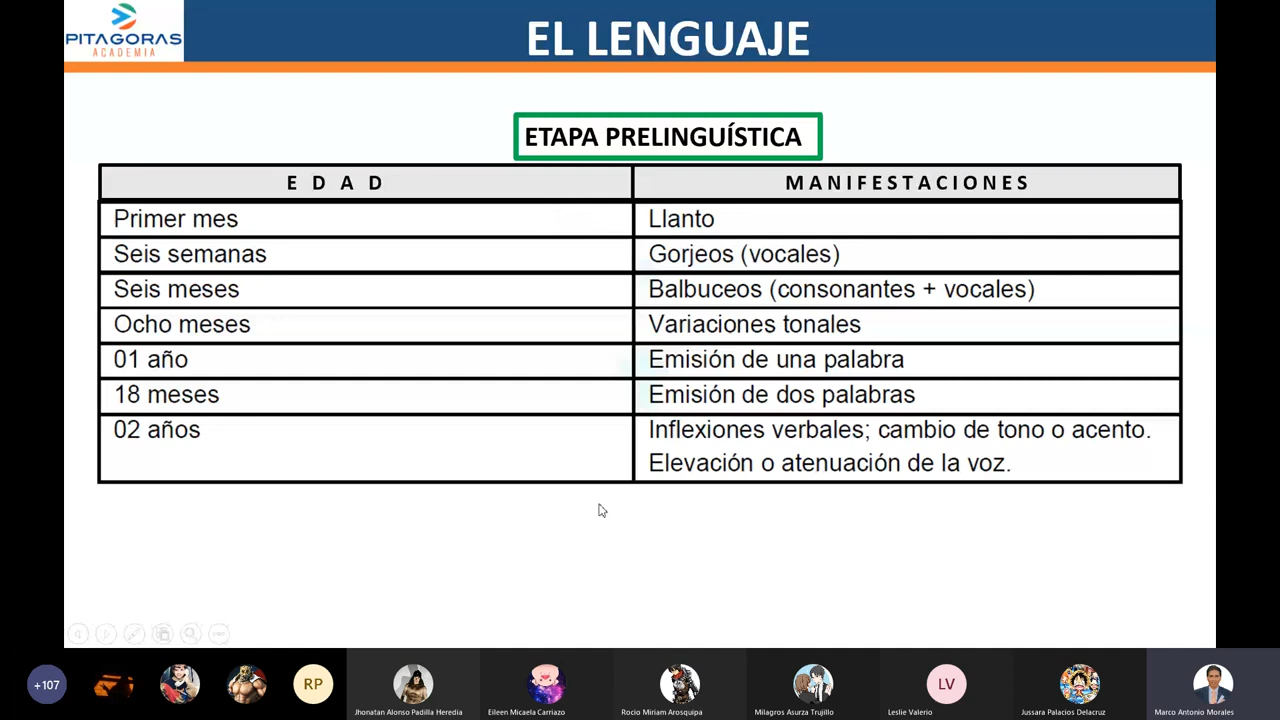 PITAGORAS
ACADEMIA
EL LENGUAJE
ETAPA PRELINGUÍSTICA
EDAD MANIFESTACIONES
Primer mes Llanto
Seis semanas Gorjeos (vocales)
Seis meses Balbuceos (consonantes + vocales)
Ocho meses Variaciones tonales
01 año Emisión de una palabra
18 meses Emisión de dos palabras
02 años Inflexiones verbales; cambio de tono o acento.
Elevación o atenuación de la voz.
+107 RP LV
Jhonatan Alonso Padilla Heredia Eileen Micaela Carriazo Rocio Miriam Arosquipa Milagros Asurza Trujillo Leslie Valerio Jussara Palacios Delacruz Marco Antonio Morales